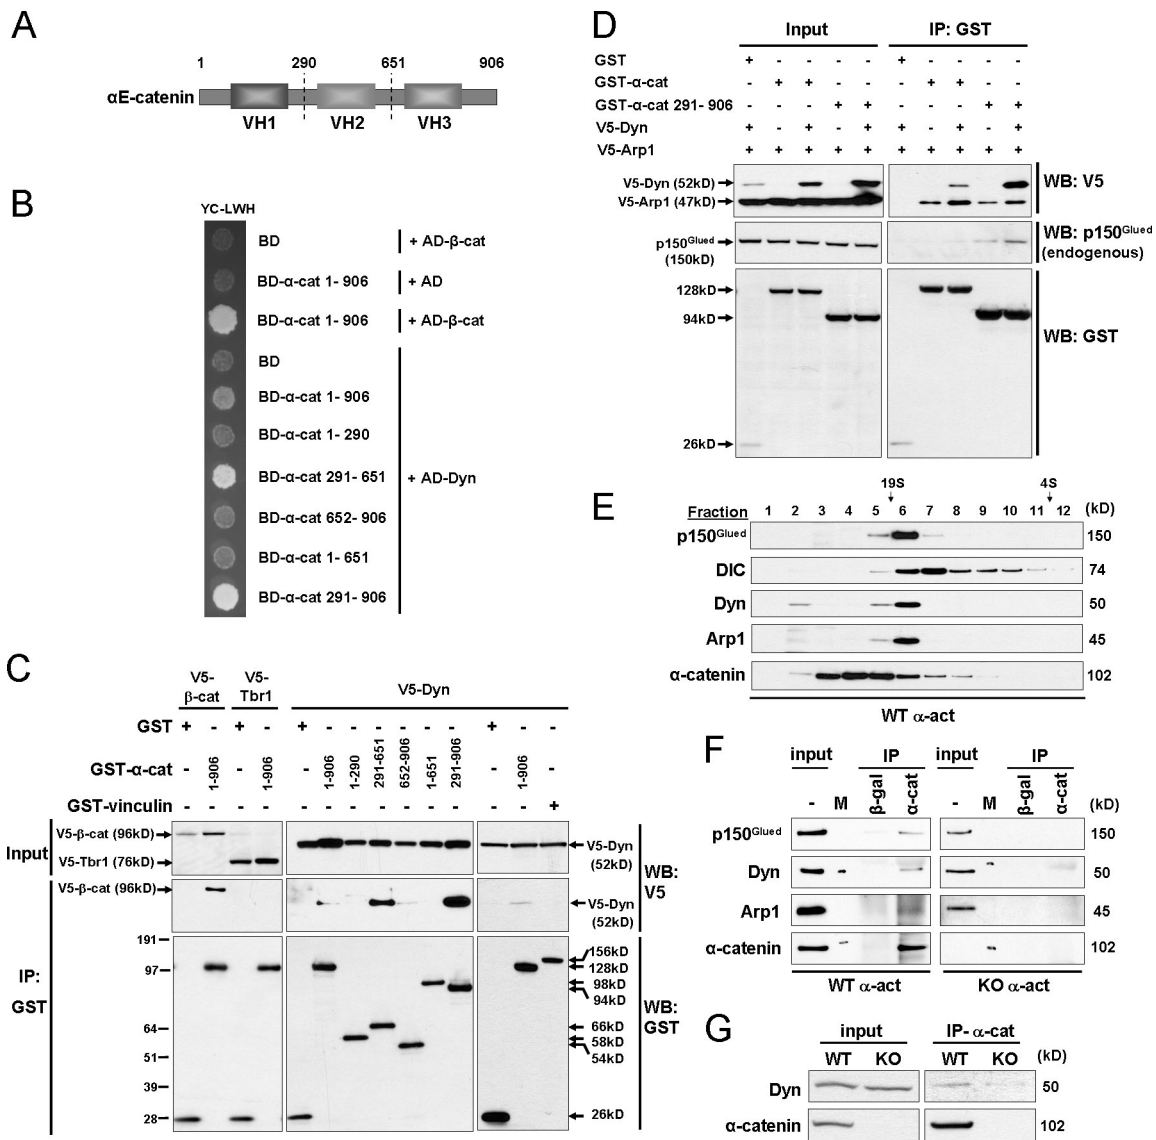 A
1 290 651 906
αE-catenin
VH1 VH2 VH3
B
YC-LWH
BD + AD-β-cat
BD-α-cat 1- 906 + AD
BD-α-cat 1- 906 + AD-β-cat
BD
BD-α-cat 1- 906
BD-α-cat 1- 290
BD-α-cat 291- 651 + AD-Dyn
BD-α-cat 652- 906
BD-α-cat 1- 651
BD-α-cat 291- 906
C
V5-β-cat V5-Tbr1 V5-Dyn
GST + - + - + - - - - - - + - -
GST-α-cat - 1-906 - 1-906 - 1-906 1-290 291-651 652-906 1-651 291-906 - 1-906 -
GST-vinculin - - - - - - - - - - - - - +
Input
V5-β-cat (96kD)
V5-Tbr1 (76kD)
V5-Dyn (52kD)
WB: V5
V5-β-cat (96kD)
V5-Dyn (52kD)
IP: GST
191
97
64
51
39
28
156kD
128kD
98kD
94kD
66kD
58kD
54kD
26kD
WB: GST
D
Input IP: GST
GST + - - - - + - - - -
GST-α-cat - + + - - - + + - -
GST-α-cat 291- 906 - - - + + - - - + +
V5-Dyn + - + - + + - + - +
V5-Arp1 + + + + + + + + + +
V5-Dyn (52kD)
V5-Arp1 (47kD)
WB: V5
p150Glued (150kD)
WB: p150Glued (endogenous)
128kD
94kD
26kD
WB: GST
E
19S 4S
Fraction 1 2 3 4 5 6 7 8 9 10 11 12 (kD)
p150Glued 150
DIC 74
Dyn 50
Arp1 45
α-catenin 102
WT α-act
F
input IP input IP
- M β-gal α-cat - M β-gal α-cat (kD)
p150Glued 150
Dyn 50
Arp1 45
α-catenin 102
WT α-act KO α-act
G
input IP- α-cat
WT KO WT KO (kD)
Dyn 50
α-catenin 102